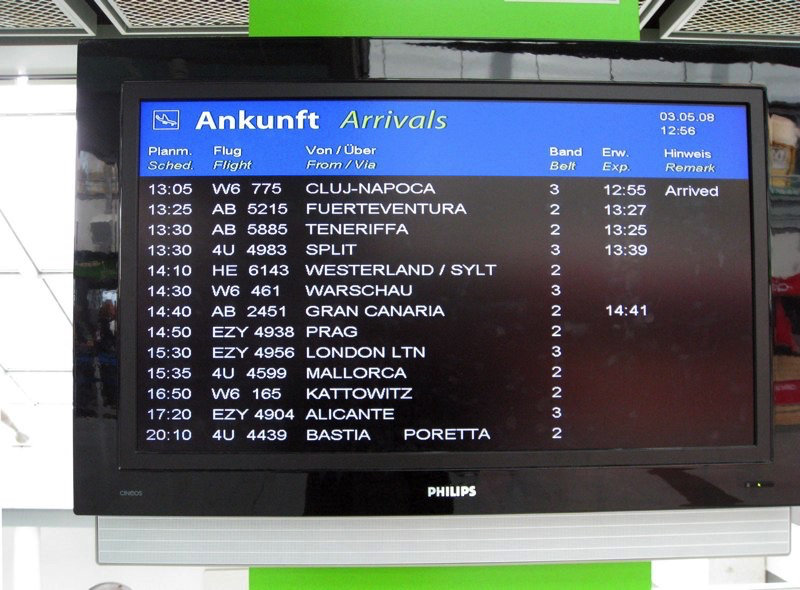 Ankunft Arrivals 03.05.08
12:56
Planm. Flug Von / Über Band Erw. Hinweis
Sched. Flight From / Via Belt Exp. Remark
13:05 W6 775 CLUJ-NAPOCA 3 12:55 Arrived
13:25 AB 5215 FUERTEVENTURA 2 13:27
13:30 AB 5885 TENERIFFA 2 13:25
13:30 4U 4983 SPLIT 3 13:39
14:10 HE 6143 WESTERLAND / SYLT 2
14:30 W6 461 WARSCHAU 3
14:40 AB 2451 GRAN CANARIA 2 14:41
14:50 EZY 4938 PRAG 2
15:30 EZY 4956 LONDON LTN 3
15:35 4U 4599 MALLORCA 2
16:50 W6 165 KATTOWITZ 2
17:20 EZY 4904 ALICANTE 3
20:10 4U 4439 BASTIA PORETTA 2
cineos PHILIPS